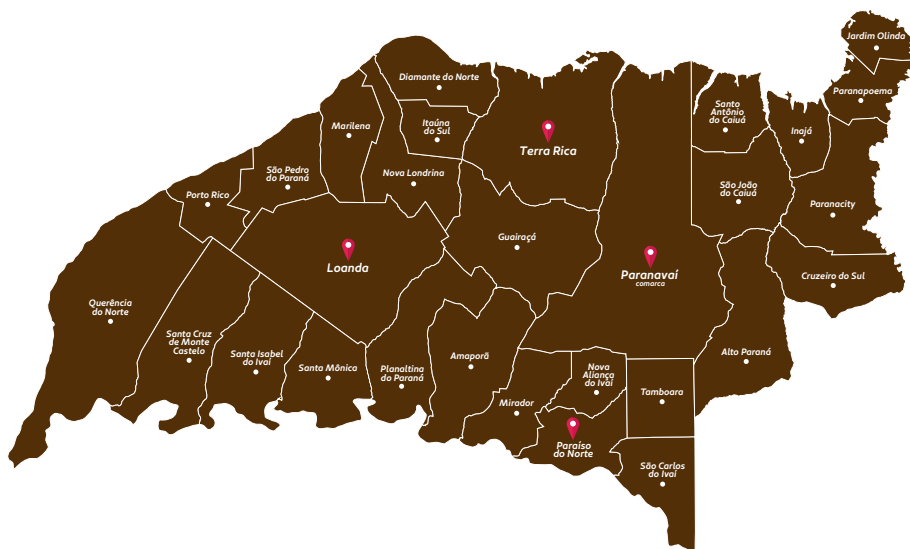 Jardim Olinda
Diamante do Norte
Paranapoema
Santo
Antônio
do Caiuá
Itaúna
do Sul
Marilena
Inajá
Terra Rica
São Pedro
do Paraná
Nova Londrina
São João
do Caiuá
Porto Rico
Paranacity
Guairaçá
Loanda
Paranavaí
comarca
Cruzeiro do Sul
Querência
do Norte
Santa Cruz
de Monte
Castelo
Santa Isabel
do Ivaí
Santa Mônica
Planaltina
do Paraná
Amaporã
Nova
Aliança
do Ivaí
Alto Paraná
Mirador
Tamboara
Paraíso
do Norte
São Carlos
do Ivaí